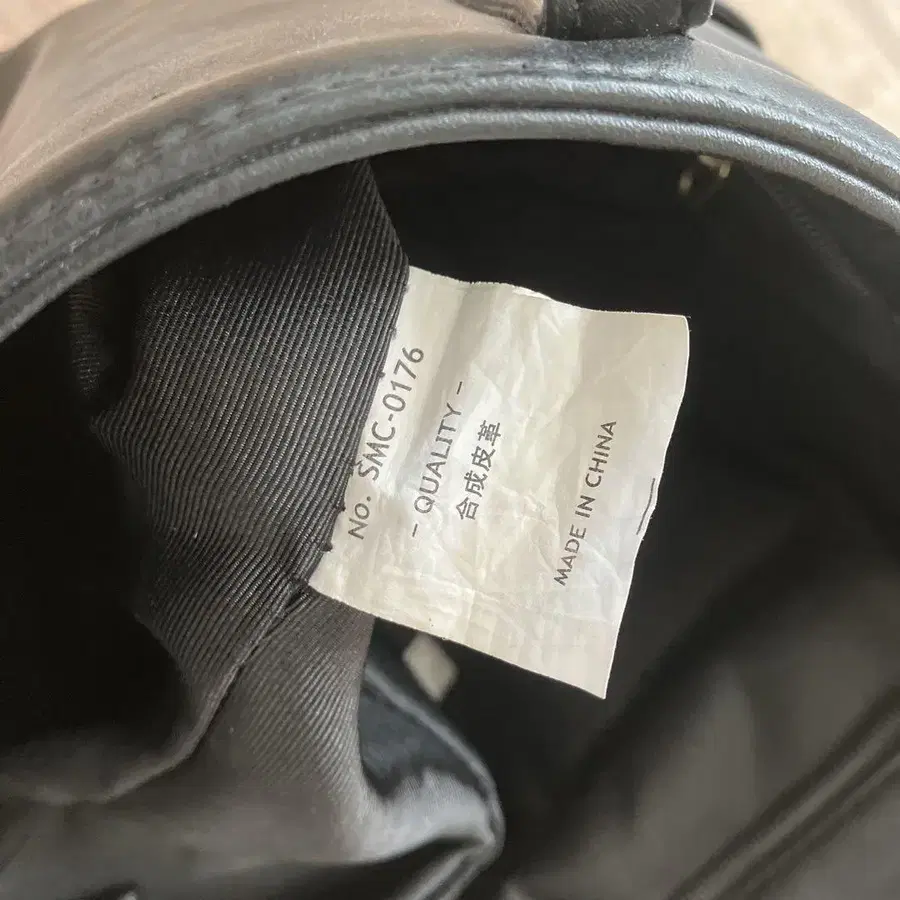 No. SMC-0176
- QUALITY -
合成皮革
MADE IN CHINA